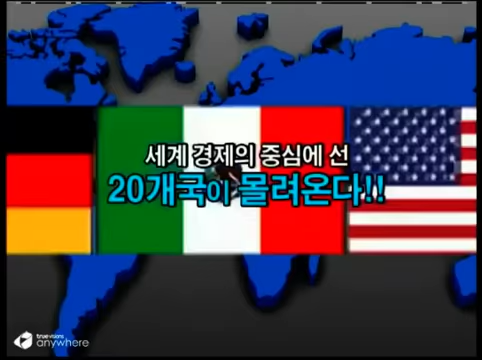 세계 경제의 중심에 선
20개국이 몰려온다!!
truevisions
anywhere